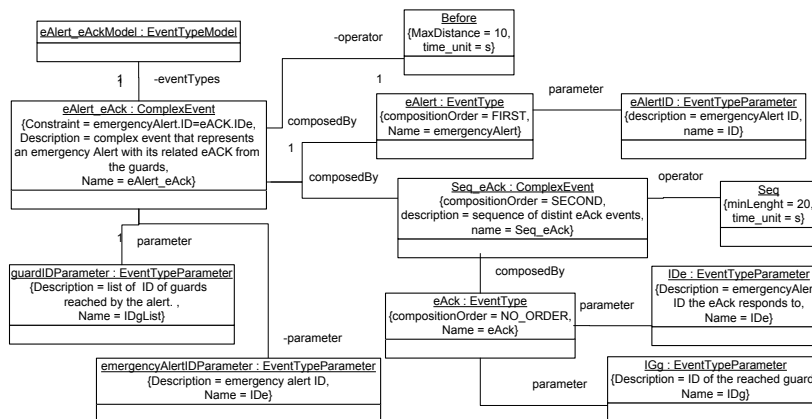 eAlert_eAckModel : EventTypeModel
1
1
-eventTypes
Before
{MaxDistance = 10,
time_unit = s}
-operator
1
eAlert_eAck : ComplexEvent
{Constraint = emergencyAlert.ID=eACK.IDe,
Description = complex event that represents
an emergency Alert with its related eACK from
the guards,
Name = eAlert_eAck}
composedBy
1
eAlert : EventType
{compositionOrder = FIRST,
Name = emergencyAlert}
parameter
eAlertID : EventTypeParameter
{description = emergencyAlert ID,
name = ID}
composedBy
Seq_eAck : ComplexEvent
{compositionOrder = SECOND,
description = sequence of distint eAck events,
name = Seq_eAck}
operator
Seq
{minLenght = 20,
time_unit = s}
1
parameter
guardIDParameter : EventTypeParameter
{Description = list of ID of guards
reached by the alert. ,
Name = IDgList}
composedBy
eAck : EventType
{compositionOrder = NO_ORDER,
Name = eAck}
parameter
IDe : EventTypeParameter
{Description = emergencyAler
ID the eAck responds to,
Name = IDe}
-parameter
emergencyAlertIDParameter : EventTypeParameter
{Description = emergency alert ID,
Name = IDe}
parameter
IGg : EventTypeParameter
{Description = ID of the reached guard
Name = IDg}